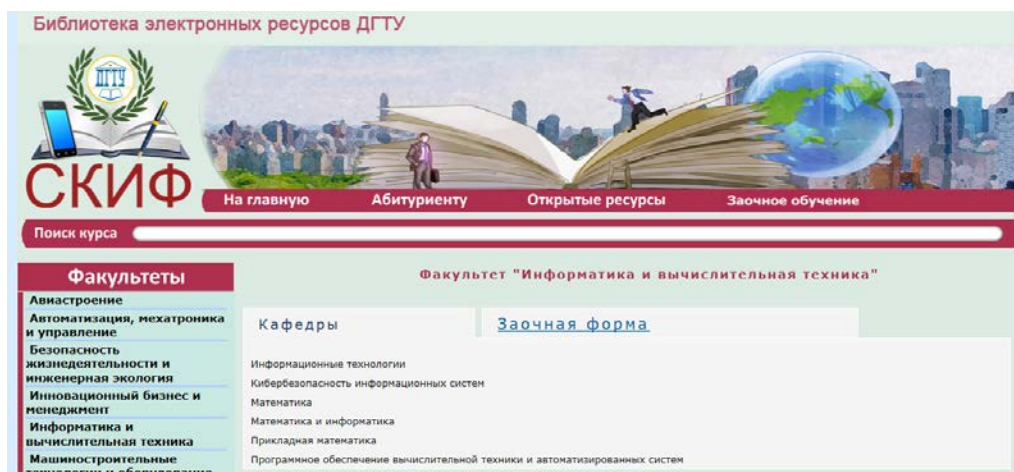 Библиотека электронных ресурсов ДГТУ
ДГТУ
СКИФ
На главную
Абитуриенту
Открытые ресурсы
Заочное обучение
Поиск курса
Факультеты
Авиастроение
Автоматизация, мехатроника
и управление
Безопасность
жизнедеятельности и
инженерная экология
Инновационный бизнес и
менеджмент
Информатика и
вычислительная техника
Машиностроительные
технологии и оборудование
Факультет "Информатика и вычислительная техника"
Кафедры
Заочная форма
Информационные технологии
Кибербезопасность информационных систем
Математика
Математика и информатика
Прикладная математика
Программное обеспечение вычислительной техники и автоматизированных систем